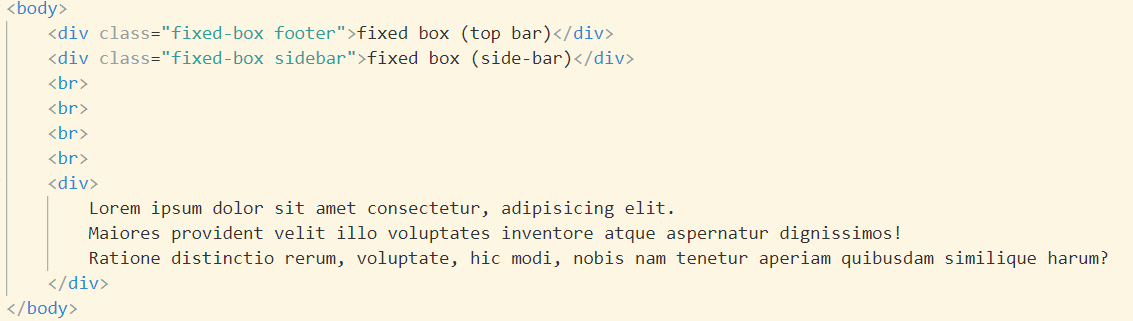 <body>
<div class="fixed-box footer">fixed box (top bar)</div>
<div class="fixed-box sidebar">fixed box (side-bar)</div>
<br>
<br>
<br>
<br>
<div>
Lorem ipsum dolor sit amet consectetur, adipisicing elit.
Maiores provident velit illo voluptates inventore atque aspernatur dignissimos!
Ratione distinctio rerum, voluptate, hic modi, nobis nam tenetur aperiam quibusdam similique harum?
</div>
</body>